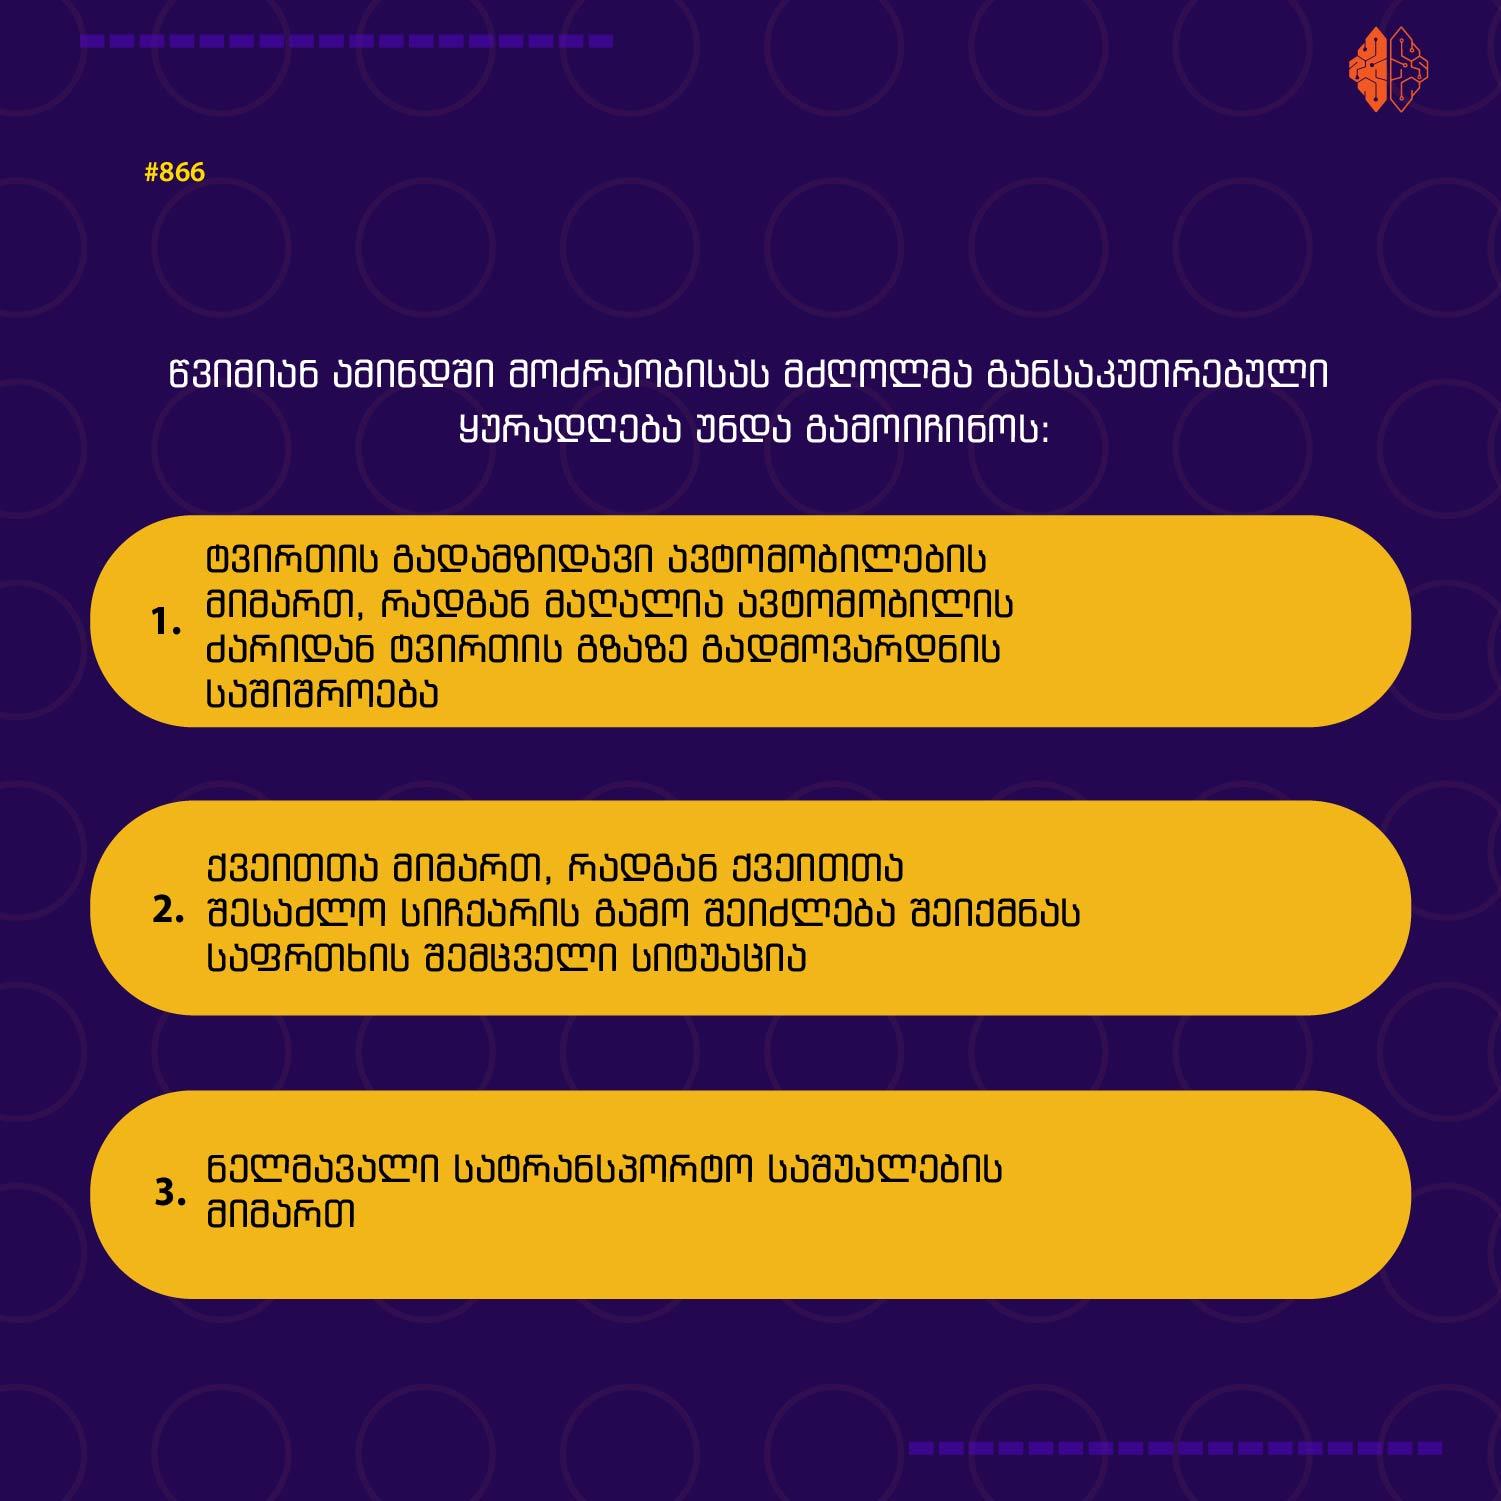 #866
წვიმიან ამინდში მოძრაობისას მძღოლმა განსაკუთრებული
ყურადღება უნდა გამოიჩინოს:
ტვირთის გადამზიდავი ავტომობილების
მიმართ, რადგან მაღალია ავტომობილის
1. ძარიდან ტვირთის გზაზე გადმოვარდნის
საშიშროება
ქვეითთა მიმართ, რადგან ქვეითთა
2. შესაძლო სიჩქარის გამო შეიძლება შეიქმნას
საფრთხის შემცველი სიტუაცია
3. ნელმავალი სატრანსპორტო საშუალების
მიმართ